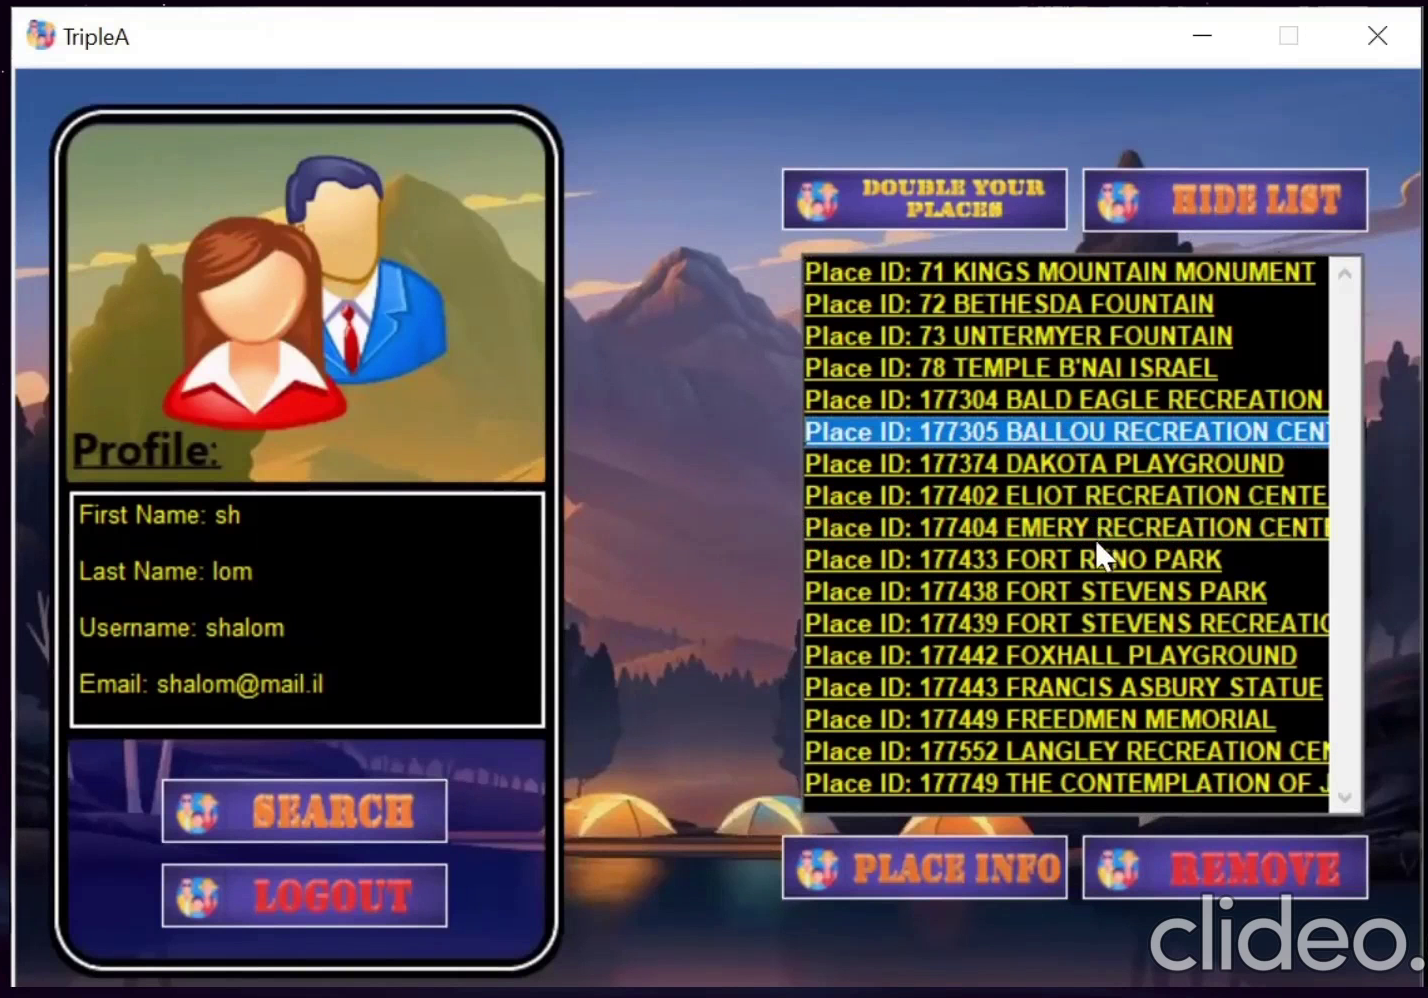 TripleA
Profile:
First Name: sh
Last Name: lom
Username: shalom
Email: shalom@mail.il
SEARCH
LOGOUT
DOUBLE YOUR
PLACES
HIDE LIST
Place ID: 71 KINGS MOUNTAIN MONUMENT
Place ID: 72 BETHESDA FOUNTAIN
Place ID: 73 UNTERMYER FOUNTAIN
Place ID: 78 TEMPLE B'NAI ISRAEL
Place ID: 177304 BALD EAGLE RECREATION
Place ID: 177305 BALLOU RECREATION CENT
Place ID: 177374 DAKOTA PLAYGROUND
Place ID: 177402 ELIOT RECREATION CENTE
Place ID: 177404 EMERY RECREATION CENTE
Place ID: 177433 FORT RENO PARK
Place ID: 177438 FORT STEVENS PARK
Place ID: 177439 FORT STEVENS RECREATIO
Place ID: 177442 FOXHALL PLAYGROUND
Place ID: 177443 FRANCIS ASBURY STATUE
Place ID: 177449 FREEDMEN MEMORIAL
Place ID: 177552 LANGLEY RECREATION CEN
Place ID: 177749 THE CONTEMPLATION OF J
PLACE INFO
REMOVE
clideo.